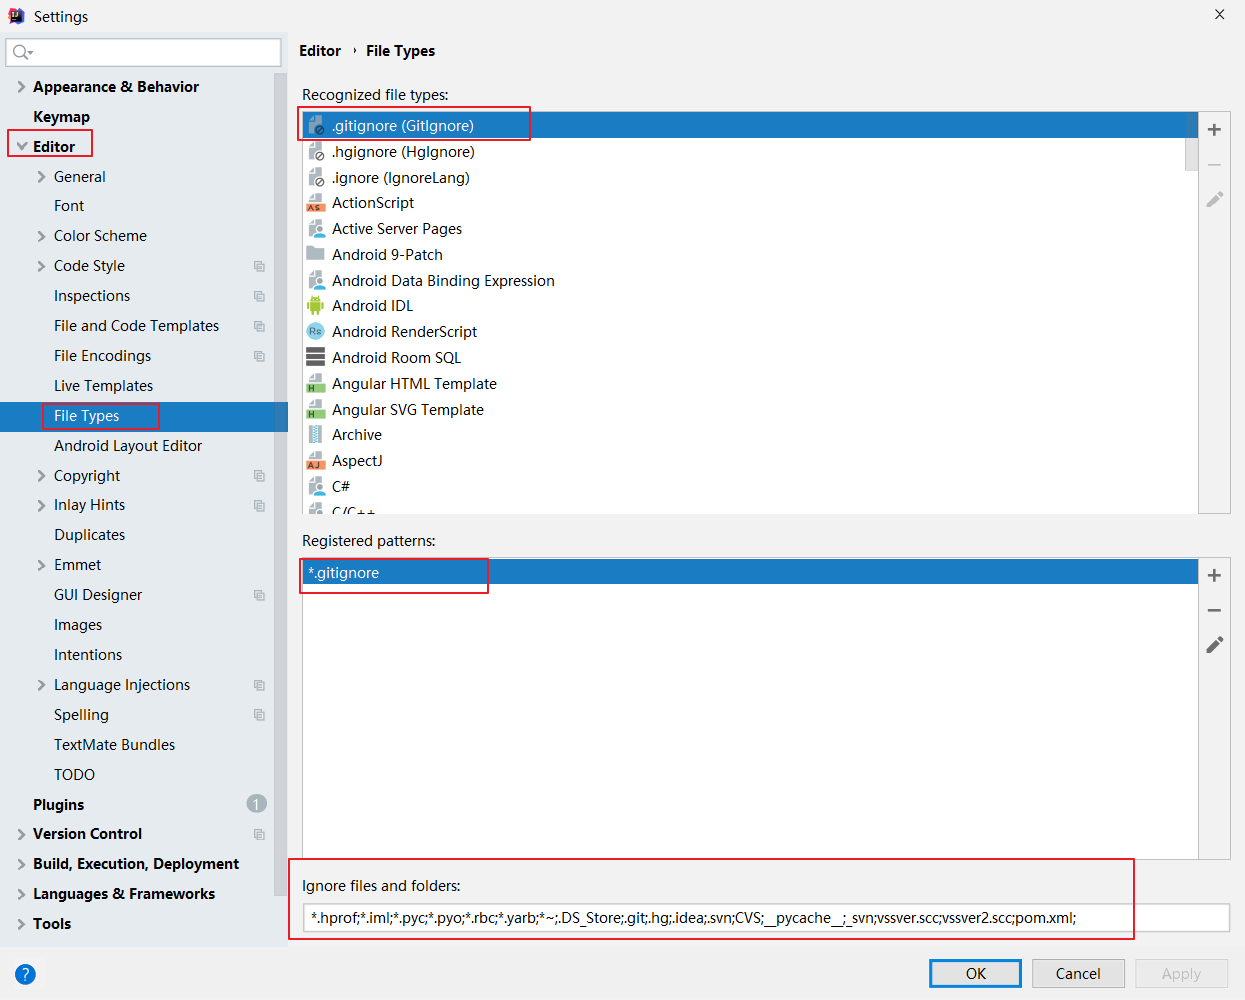 Settings
Appearance & Behavior
Keymap
Editor
General
Font
Color Scheme
Code Style
Inspections
File and Code Templates
File Encodings
Live Templates
File Types
Android Layout Editor
Copyright
Inlay Hints
Duplicates
Emmet
GUI Designer
Images
Intentions
Language Injections
Spelling
TextMate Bundles
TODO
Plugins 1
Version Control
Build, Execution, Deployment
Languages & Frameworks
Tools
Editor › File Types
Recognized file types:
.gitignore (GitIgnore)
.hgignore (HgIgnore)
.ignore (IgnoreLang)
ActionScript
Active Server Pages
Android 9-Patch
Android Data Binding Expression
Android IDL
Android RenderScript
Android Room SQL
Angular HTML Template
Angular SVG Template
Archive
AspectJ
C#
C/C++
Registered patterns:
*.gitignore
Ignore files and folders:
*.hprof;*.iml;*.pyc;*.pyo;*.rbc;*.yarb;*~;.DS_Store;.git;.hg;.idea;.svn;CVS;__pycache__;_svn;vssver.scc;vssver2.scc;pom.xml;
?
OK
Cancel
Apply